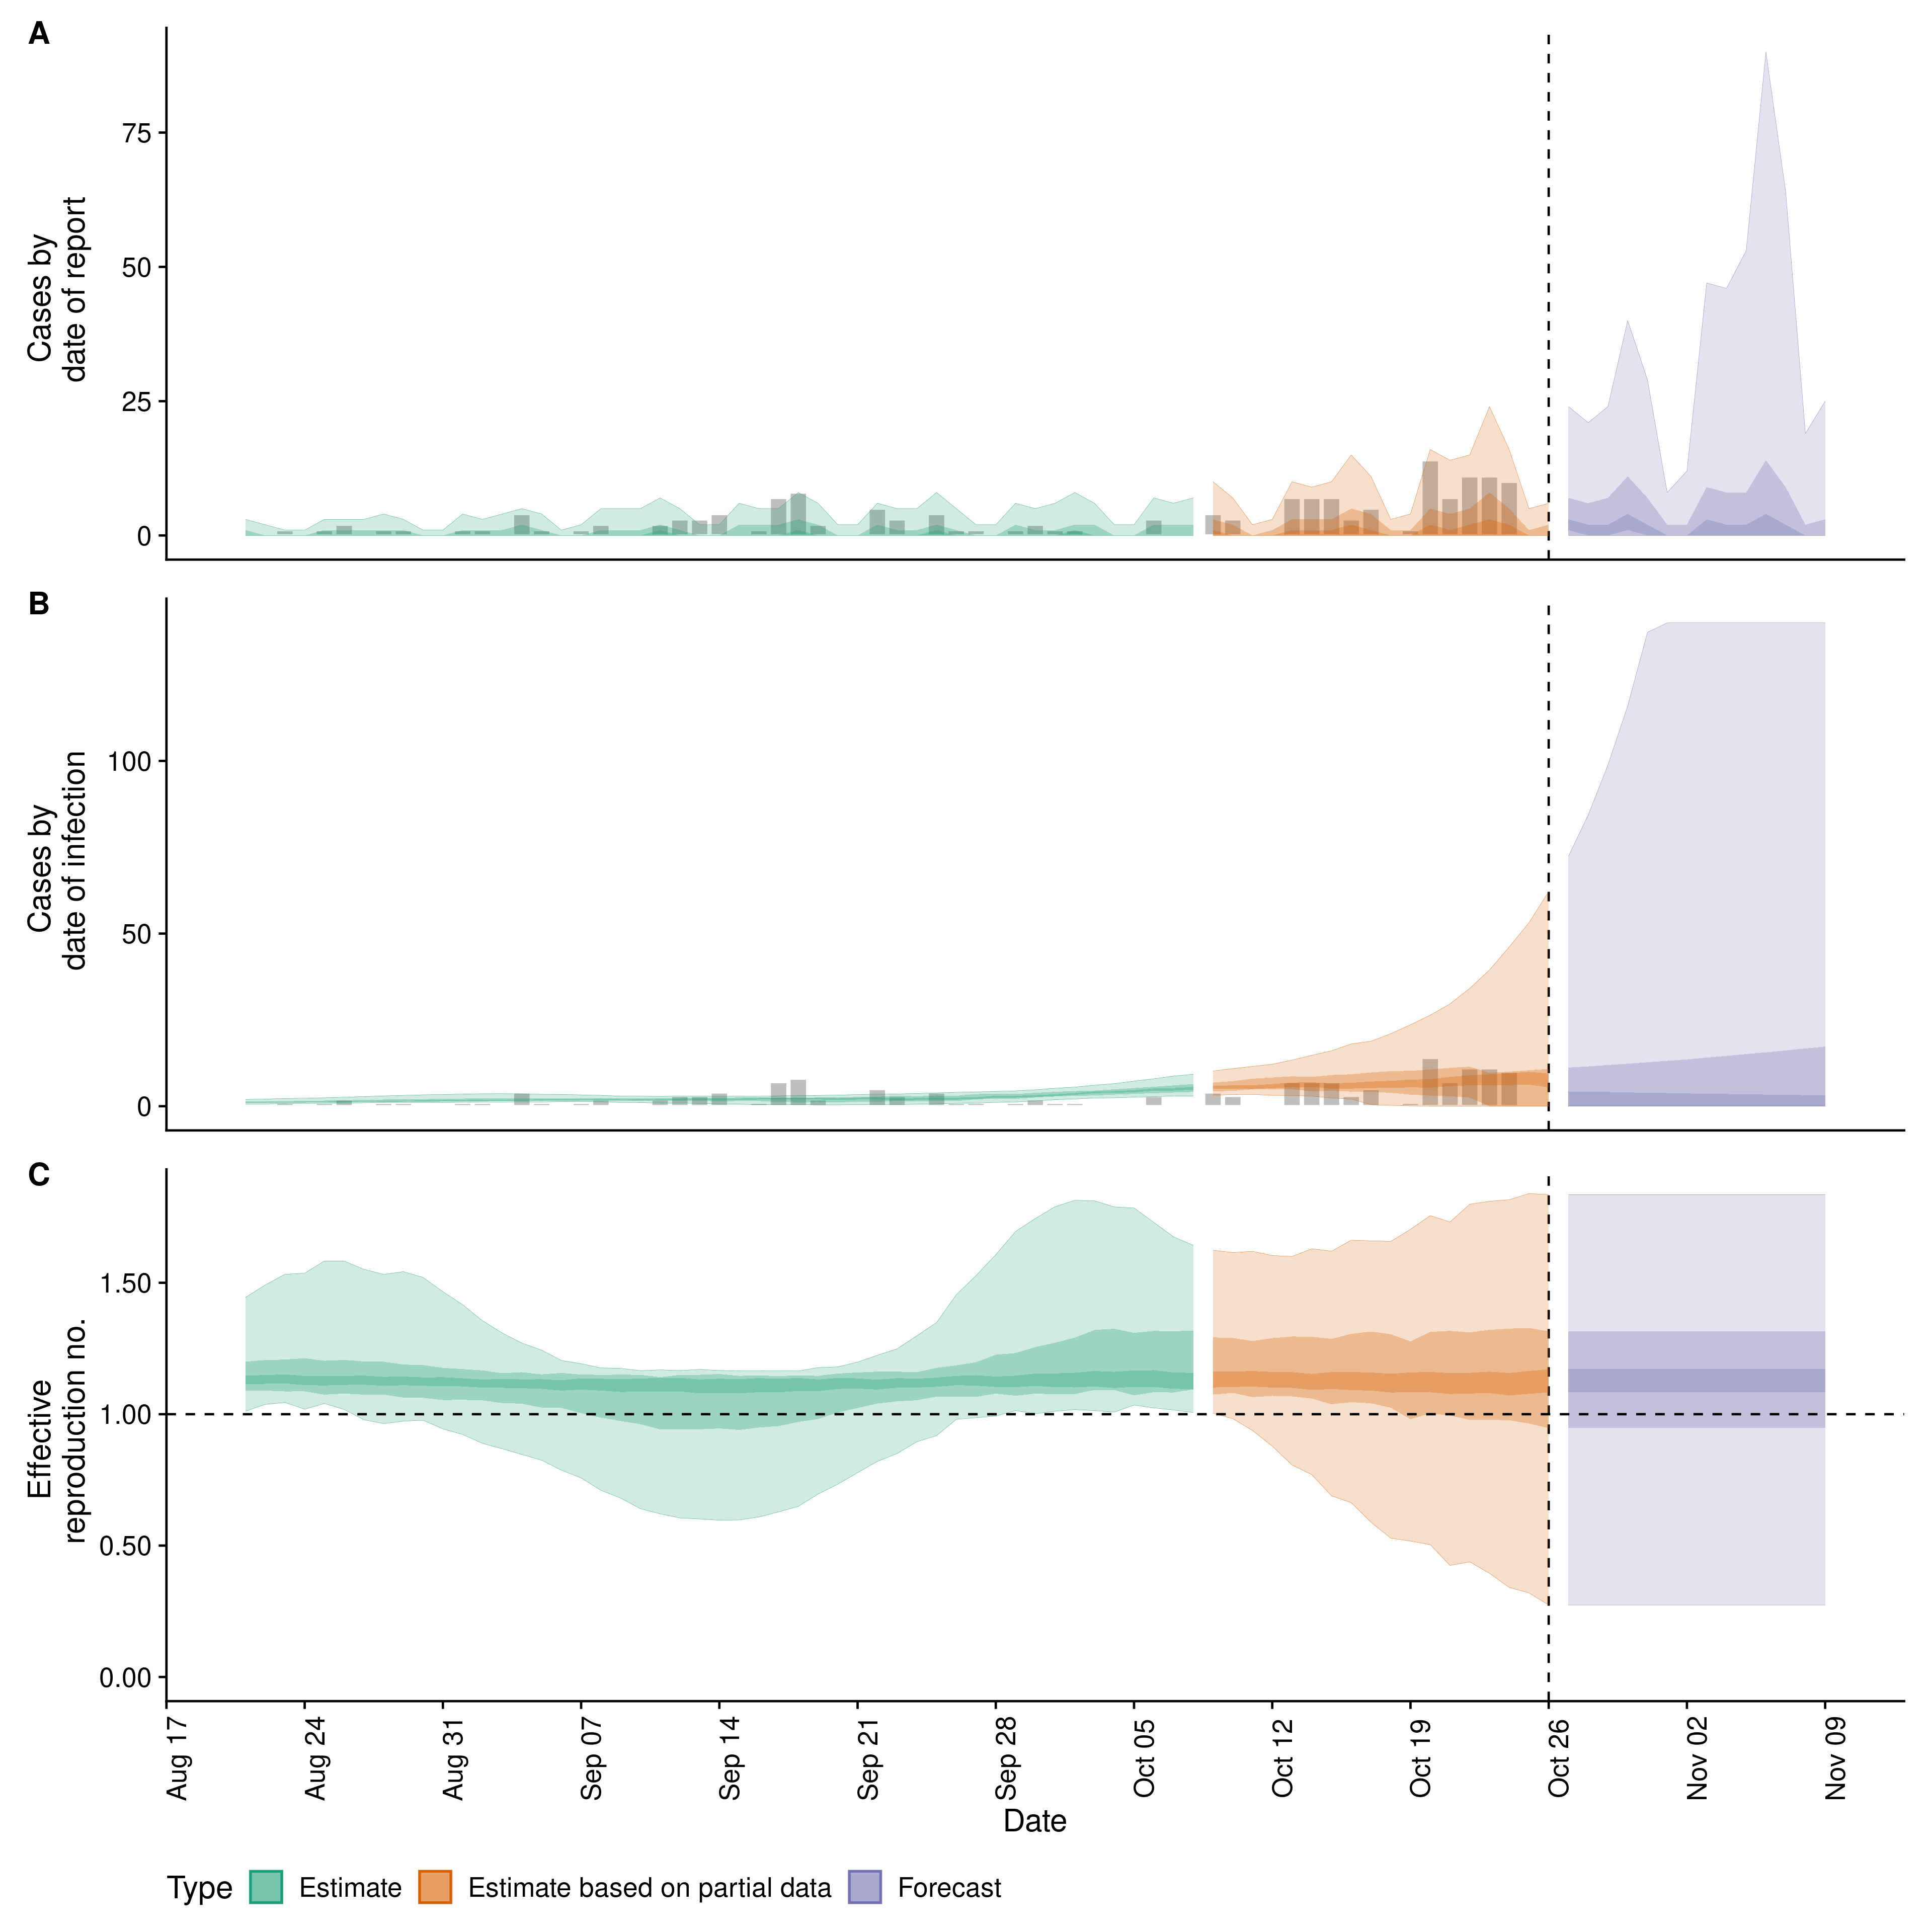 A
Cases by
date of report
75
50
25
0
B
Cases by
date of infection
100
50
0
C
Effective
reproduction no.
1.50
1.00
0.50
0.00
Aug 17
Aug 24
Aug 31
Sep 07
Sep 14
Sep 21
Sep 28
Oct 05
Oct 12
Oct 19
Oct 26
Nov 02
Nov 09
Date
Type Estimate Estimate based on partial data Forecast